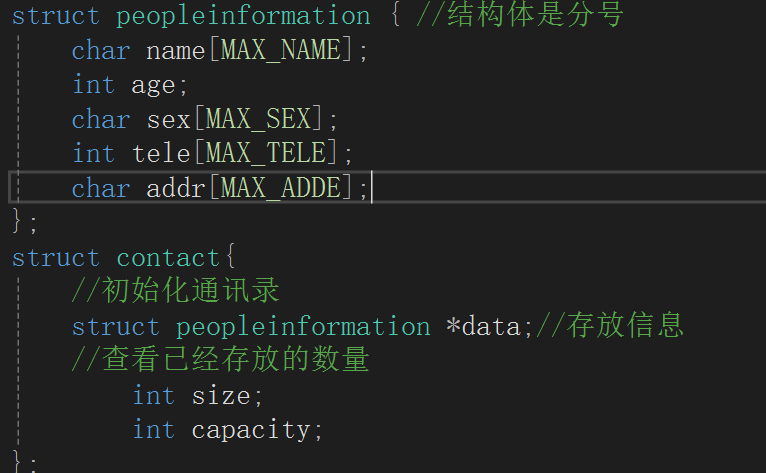 struct peopleinformation { //结构体是分号
char name[MAX_NAME];
int age;
char sex[MAX_SEX];
int tele[MAX_TELE];
char addr[MAX_ADDE];
};
struct contact{
//初始化通讯录
struct peopleinformation *data;//存放信息
//查看已经存放的数量
int size;
int capacity;
};